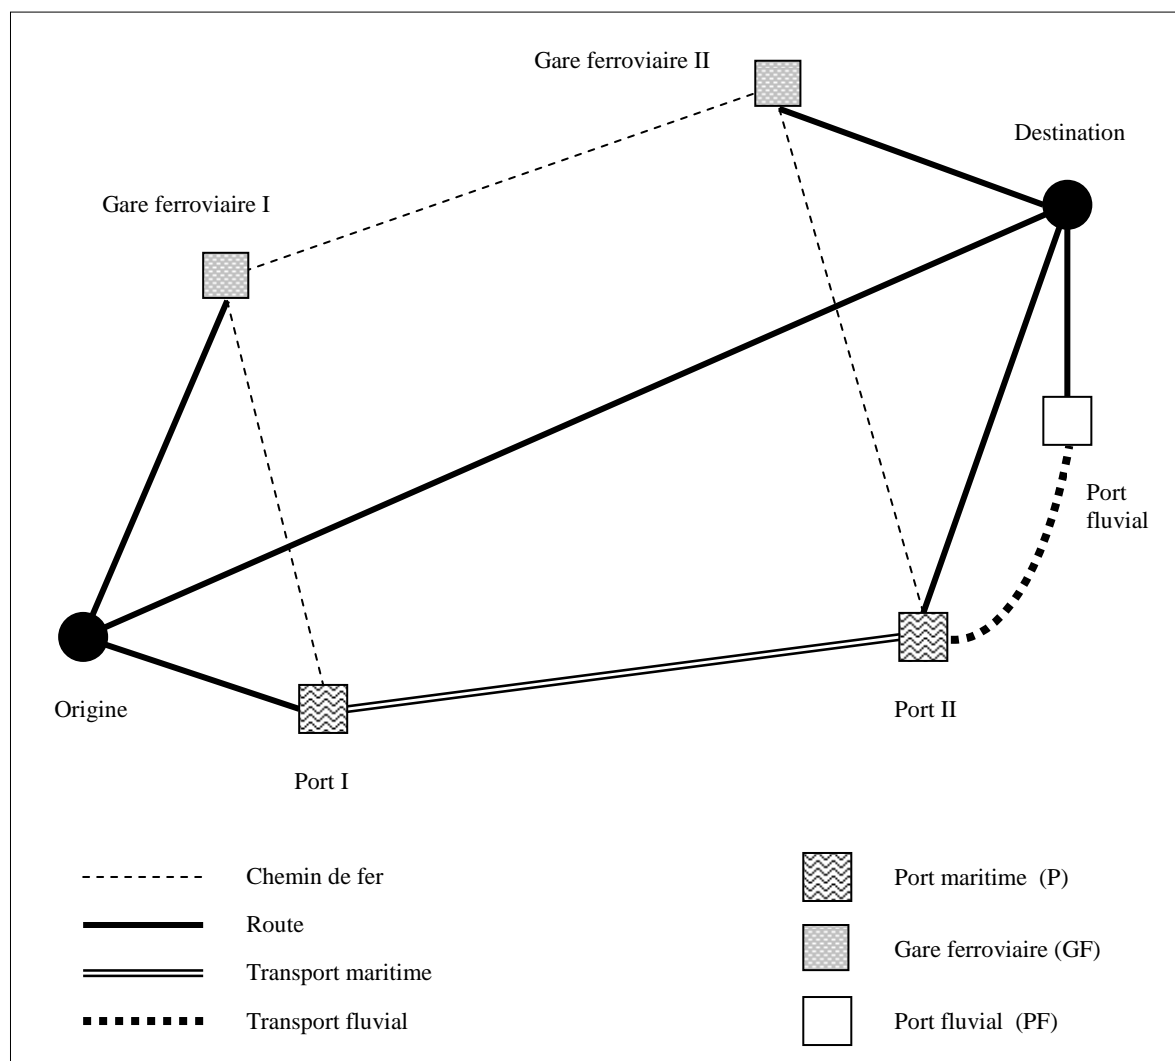 Gare ferroviaire II
Destination
Gare ferroviaire I
Port
fluvial
Origine
Port II
Port I
Chemin de fer
Port maritime (P)
Route
Gare ferroviaire (GF)
Transport maritime
Transport fluvial
Port fluvial (PF)